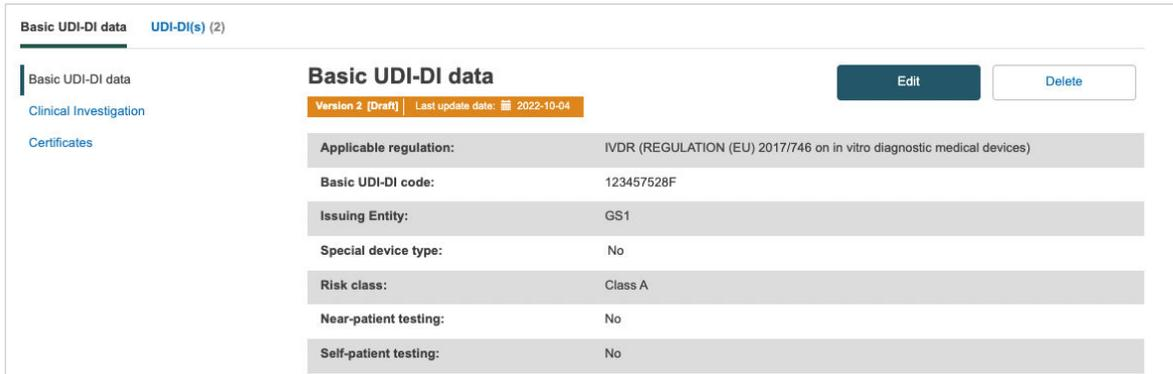 Basic UDI-DI data UDI-DI(s) (2)
Basic UDI-DI data
Clinical Investigation
Certificates
Basic UDI-DI data
Edit
Delete
Version 2 [Draft] Last update date: 2022-10-04
Applicable regulation: IVDR (REGULATION (EU) 2017/746 on in vitro diagnostic medical devices)
Basic UDI-DI code: 123457528F
Issuing Entity: GS1
Special device type: No
Risk class: Class A
Near-patient testing: No
Self-patient testing: No